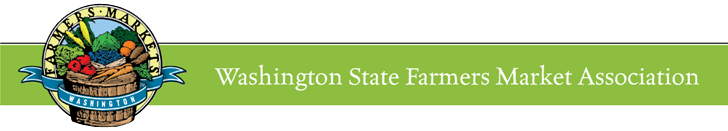 FARMERS · MARKETS
WASHINGTON
Washington State Farmers Market Association